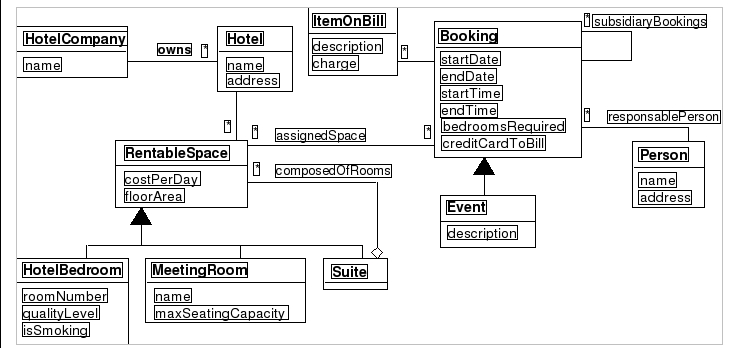 HotelCompany
name
owns
*
Hotel
name
address
ItemOnBill
description
charge
*
Booking
startDate
endDate
startTime
endTime
bedroomsRequired
creditCardToBill
*
subsidiaryBookings
*
responsablePerson
Person
name
address
*
RentableSpace
costPerDay
floorArea
*
assignedSpace
*
*
composedOfRooms
Event
description
HotelBedroom
roomNumber
qualityLevel
isSmoking
MeetingRoom
name
maxSeatingCapacity
Suite